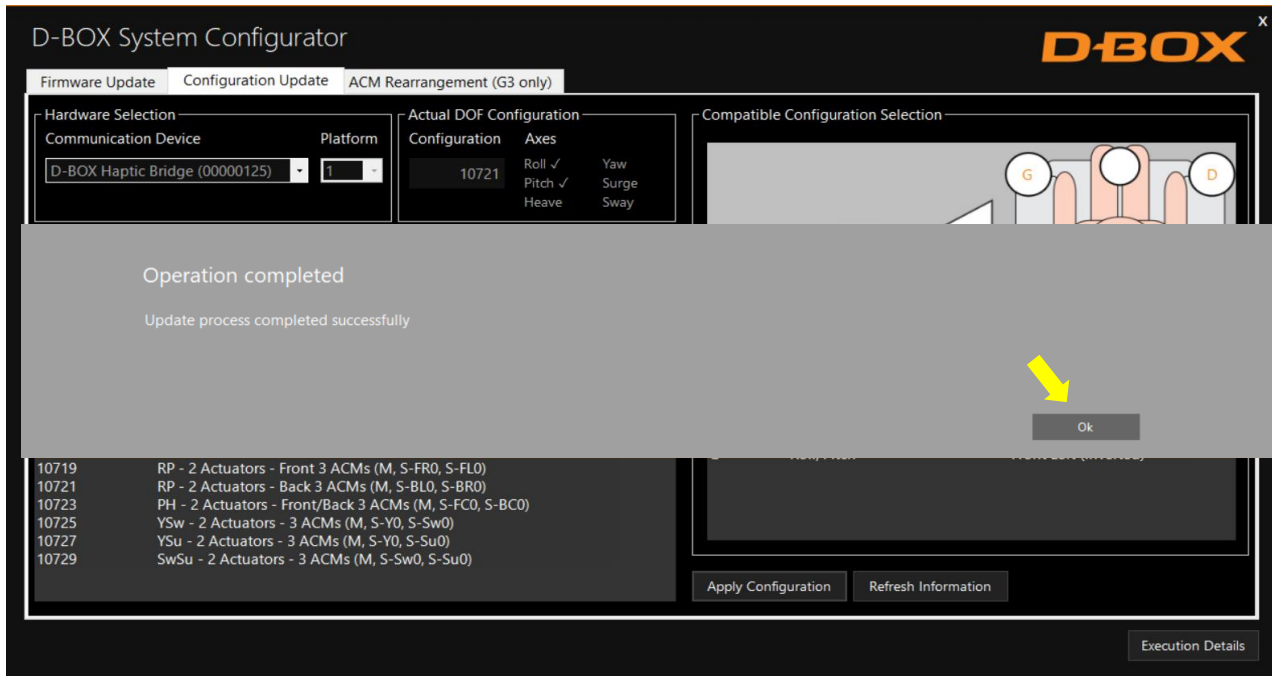 D-BOX System Configurator
x
D-BOX
Firmware Update
Configuration Update
ACM Rearrangement (G3 only)
Hardware Selection
Communication Device
Platform
D-BOX Haptic Bridge (00000125)
1
Actual DOF Configuration
Configuration
Axes
10721
Roll ✓
Yaw
Pitch ✓
Surge
Heave
Sway
Compatible Configuration Selection
G
D
Operation completed
Update process completed successfully
Ok
10719 RP - 2 Actuators - Front 3 ACMs (M, S-FR0, S-FL0)
10721 RP - 2 Actuators - Back 3 ACMs (M, S-BL0, S-BR0)
10723 PH - 2 Actuators - Front/Back 3 ACMs (M, S-FC0, S-BC0)
10725 YSw - 2 Actuators - 3 ACMs (M, S-Y0, S-Sw0)
10727 YSu - 2 Actuators - 3 ACMs (M, S-Y0, S-Su0)
10729 SwSu - 2 Actuators - 3 ACMs (M, S-Sw0, S-Su0)
Apply Configuration
Refresh Information
Execution Details